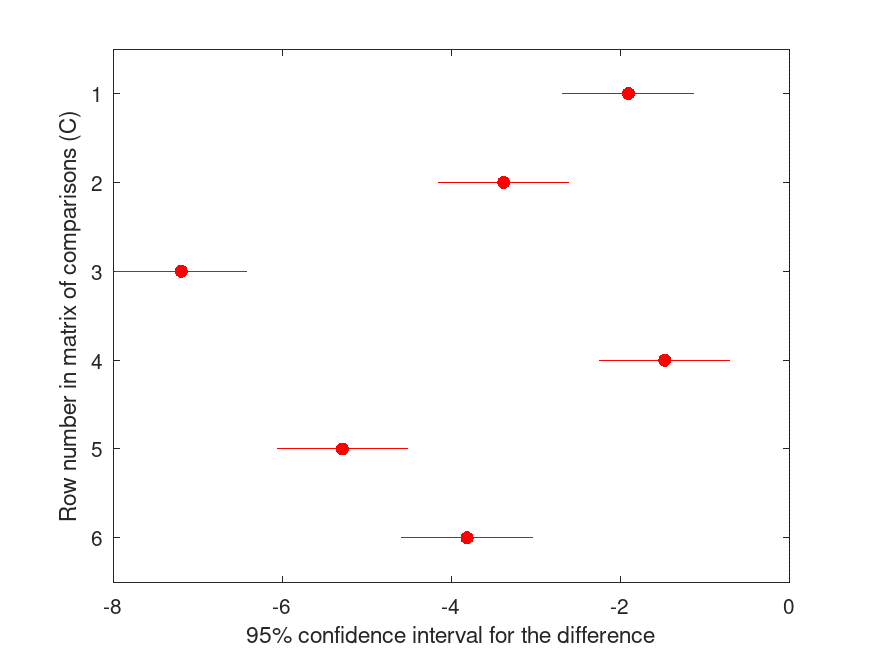 Row number in matrix of comparisons (C)
1
2
3
4
5
6
-8 -6 -4 -2 0
95% confidence interval for the difference